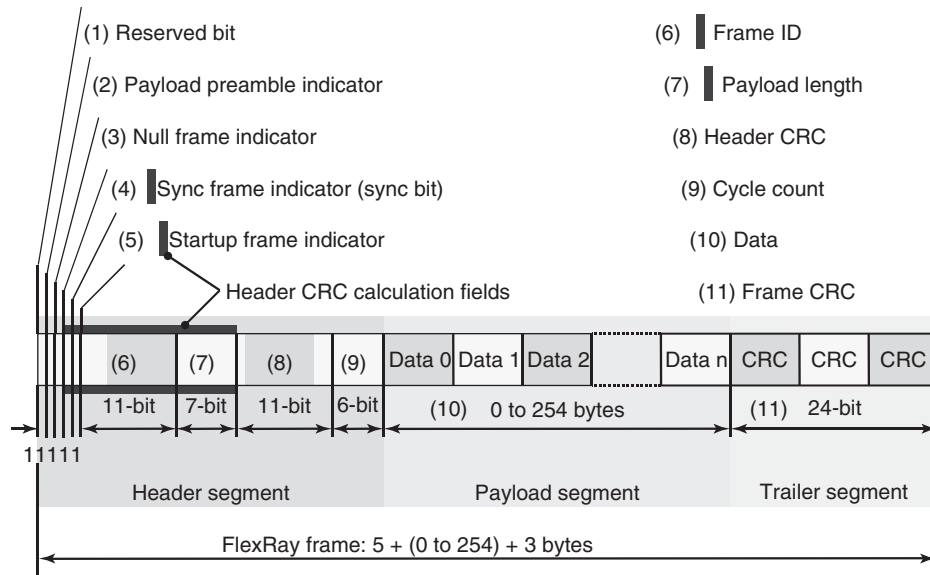 (1) Reserved bit
(2) Payload preamble indicator
(3) Null frame indicator
(4) Sync frame indicator (sync bit)
(5) Startup frame indicator
Header CRC calculation fields
(6) Frame ID
(7) Payload length
(8) Header CRC
(9) Cycle count
(10) Data
(11) Frame CRC
(6) (7) (8) (9) Data 0 Data 1 Data 2 Data n CRC CRC CRC
11-bit 7-bit 11-bit 6-bit (10) 0 to 254 bytes (11) 24-bit
11111
Header segment Payload segment Trailer segment
FlexRay frame: 5 + (0 to 254) + 3 bytes